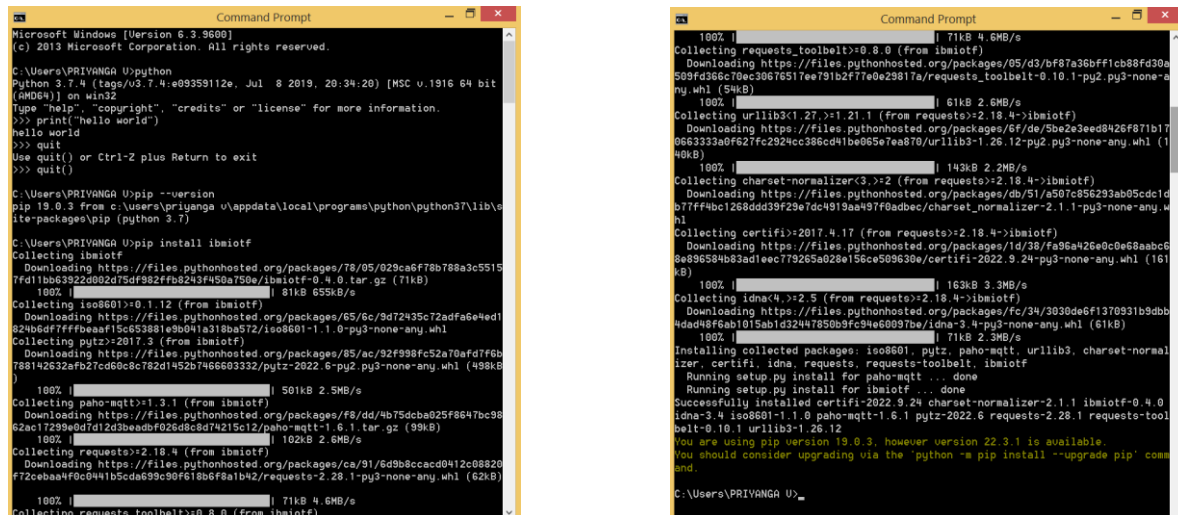 Command Prompt
Microsoft Windows [Version 6.3.9600]
(c) 2013 Microsoft Corporation. All rights reserved.
C:\Users\PRIYANGA V>python
Python 3.7.4 (tags/v3.7.4:e09359112e, Jul  8 2019, 20:34:20) [MSC v.1916 64 bit
(AMD64)] on win32
Type "help", "copyright", "credits" or "license" for more information.
>>> print("hello world")
hello world
>>> quit
Use quit() or Ctrl-Z plus Return to exit
>>> quit()
C:\Users\PRIYANGA V>pip --version
pip 19.0.3 from c:\users\priyanga v\appdata\local\programs\python\python37\lib\s
ite-packages\pip (python 3.7)
C:\Users\PRIYANGA V>pip install ibmiotf
Collecting ibmiotf
  Downloading https://files.pythonhosted.org/packages/78/05/029ca6f78b788a3c5515
7fd11bb63922d002d75df982ffb8243f450a750e/ibmiotf-0.4.0.tar.gz (71kB)
    100% || 81kB 655kB/s
Collecting iso8601>=0.1.12 (from ibmiotf)
  Downloading https://files.pythonhosted.org/packages/65/6c/9d72435c72adfa6e4ed1
824b6df7fffbeaaf15c653881e9b041a318ba572/iso8601-1.1.0-py3-none-any.whl
Collecting pytz>=2017.3 (from ibmiotf)
  Downloading https://files.pythonhosted.org/packages/85/ac/92f998fc52a70afd7f6b
788142632afb27cd60c8c782d1452b7466603332/pytz-2022.6-py2.py3-none-any.whl (498kB
)
    100% || 501kB 2.5MB/s
Collecting paho-mqtt>=1.3.1 (from ibmiotf)
  Downloading https://files.pythonhosted.org/packages/f8/dd/4b75dcba025f8647bc98
62ac17299e0d7d12d3beadbf026d8c8d74215c12/paho-mqtt-1.6.1.tar.gz (99kB)
    100% || 102kB 2.6MB/s
Collecting requests>=2.18.4 (from ibmiotf)
  Downloading https://files.pythonhosted.org/packages/ca/91/6d9b8ccacd0412c08820
f72cebaa4f0c0441b5cda699c90f618b6f8a1b42/requests-2.28.1-py3-none-any.whl (62kB)
    100% || 71kB 4.6MB/s
Collecting requests_toolbelt>=0.8.0 (from ibmiotf)
Command Prompt
    100% || 71kB 4.6MB/s
Collecting requests_toolbelt>=0.8.0 (from ibmiotf)
  Downloading https://files.pythonhosted.org/packages/05/d3/bf87a36bff1cb88fd30a
509fd366c70ec30676517ee791b2f77e0e29817a/requests_toolbelt-0.10.1-py2.py3-none-a
ny.whl (54kB)
    100% || 61kB 2.6MB/s
Collecting urllib3<1.27,>=1.21.1 (from requests>=2.18.4->ibmiotf)
  Downloading https://files.pythonhosted.org/packages/6f/de/5be2e3eed8426f871b17
0663333a0f627fc2924cc386cd41be065e7ea870/urllib3-1.26.12-py2.py3-none-any.whl (1
40kB)
    100% || 143kB 2.2MB/s
Collecting charset-normalizer<3,>=2 (from requests>=2.18.4->ibmiotf)
  Downloading https://files.pythonhosted.org/packages/db/51/a507c856293ab05cdc1d
b77ff4bc1268ddd39f29e7dc4919aa497f0adbec/charset_normalizer-2.1.1-py3-none-any.w
hl
Collecting certifi>=2017.4.17 (from requests>=2.18.4->ibmiotf)
  Downloading https://files.pythonhosted.org/packages/1d/38/fa96a426e0c0e68aabc6
8e896584b83ad1eec779265a028e156ce509630e/certifi-2022.9.24-py3-none-any.whl (161
kB)
    100% || 163kB 3.3MB/s
Collecting idna<4,>=2.5 (from requests>=2.18.4->ibmiotf)
  Downloading https://files.pythonhosted.org/packages/fc/34/3030de6f1370931b9dbb
4dad48f6ab1015ab1d32447850b9fc94e60097be/idna-3.4-py3-none-any.whl (61kB)
    100% || 71kB 2.3MB/s
Installing collected packages: iso8601, pytz, paho-mqtt, urllib3, charset-normal
izer, certifi, idna, requests, requests-toolbelt, ibmiotf
  Running setup.py install for paho-mqtt ... done
  Running setup.py install for ibmiotf ... done
Successfully installed certifi-2022.9.24 charset-normalizer-2.1.1 ibmiotf-0.4.0
idna-3.4 iso8601-1.1.0 paho-mqtt-1.6.1 pytz-2022.6 requests-2.28.1 requests-tool
belt-0.10.1 urllib3-1.26.12
You are using pip version 19.0.3, however version 22.3.1 is available.
You should consider upgrading via the 'python -m pip install --upgrade pip' comm
and.
C:\Users\PRIYANGA V>_